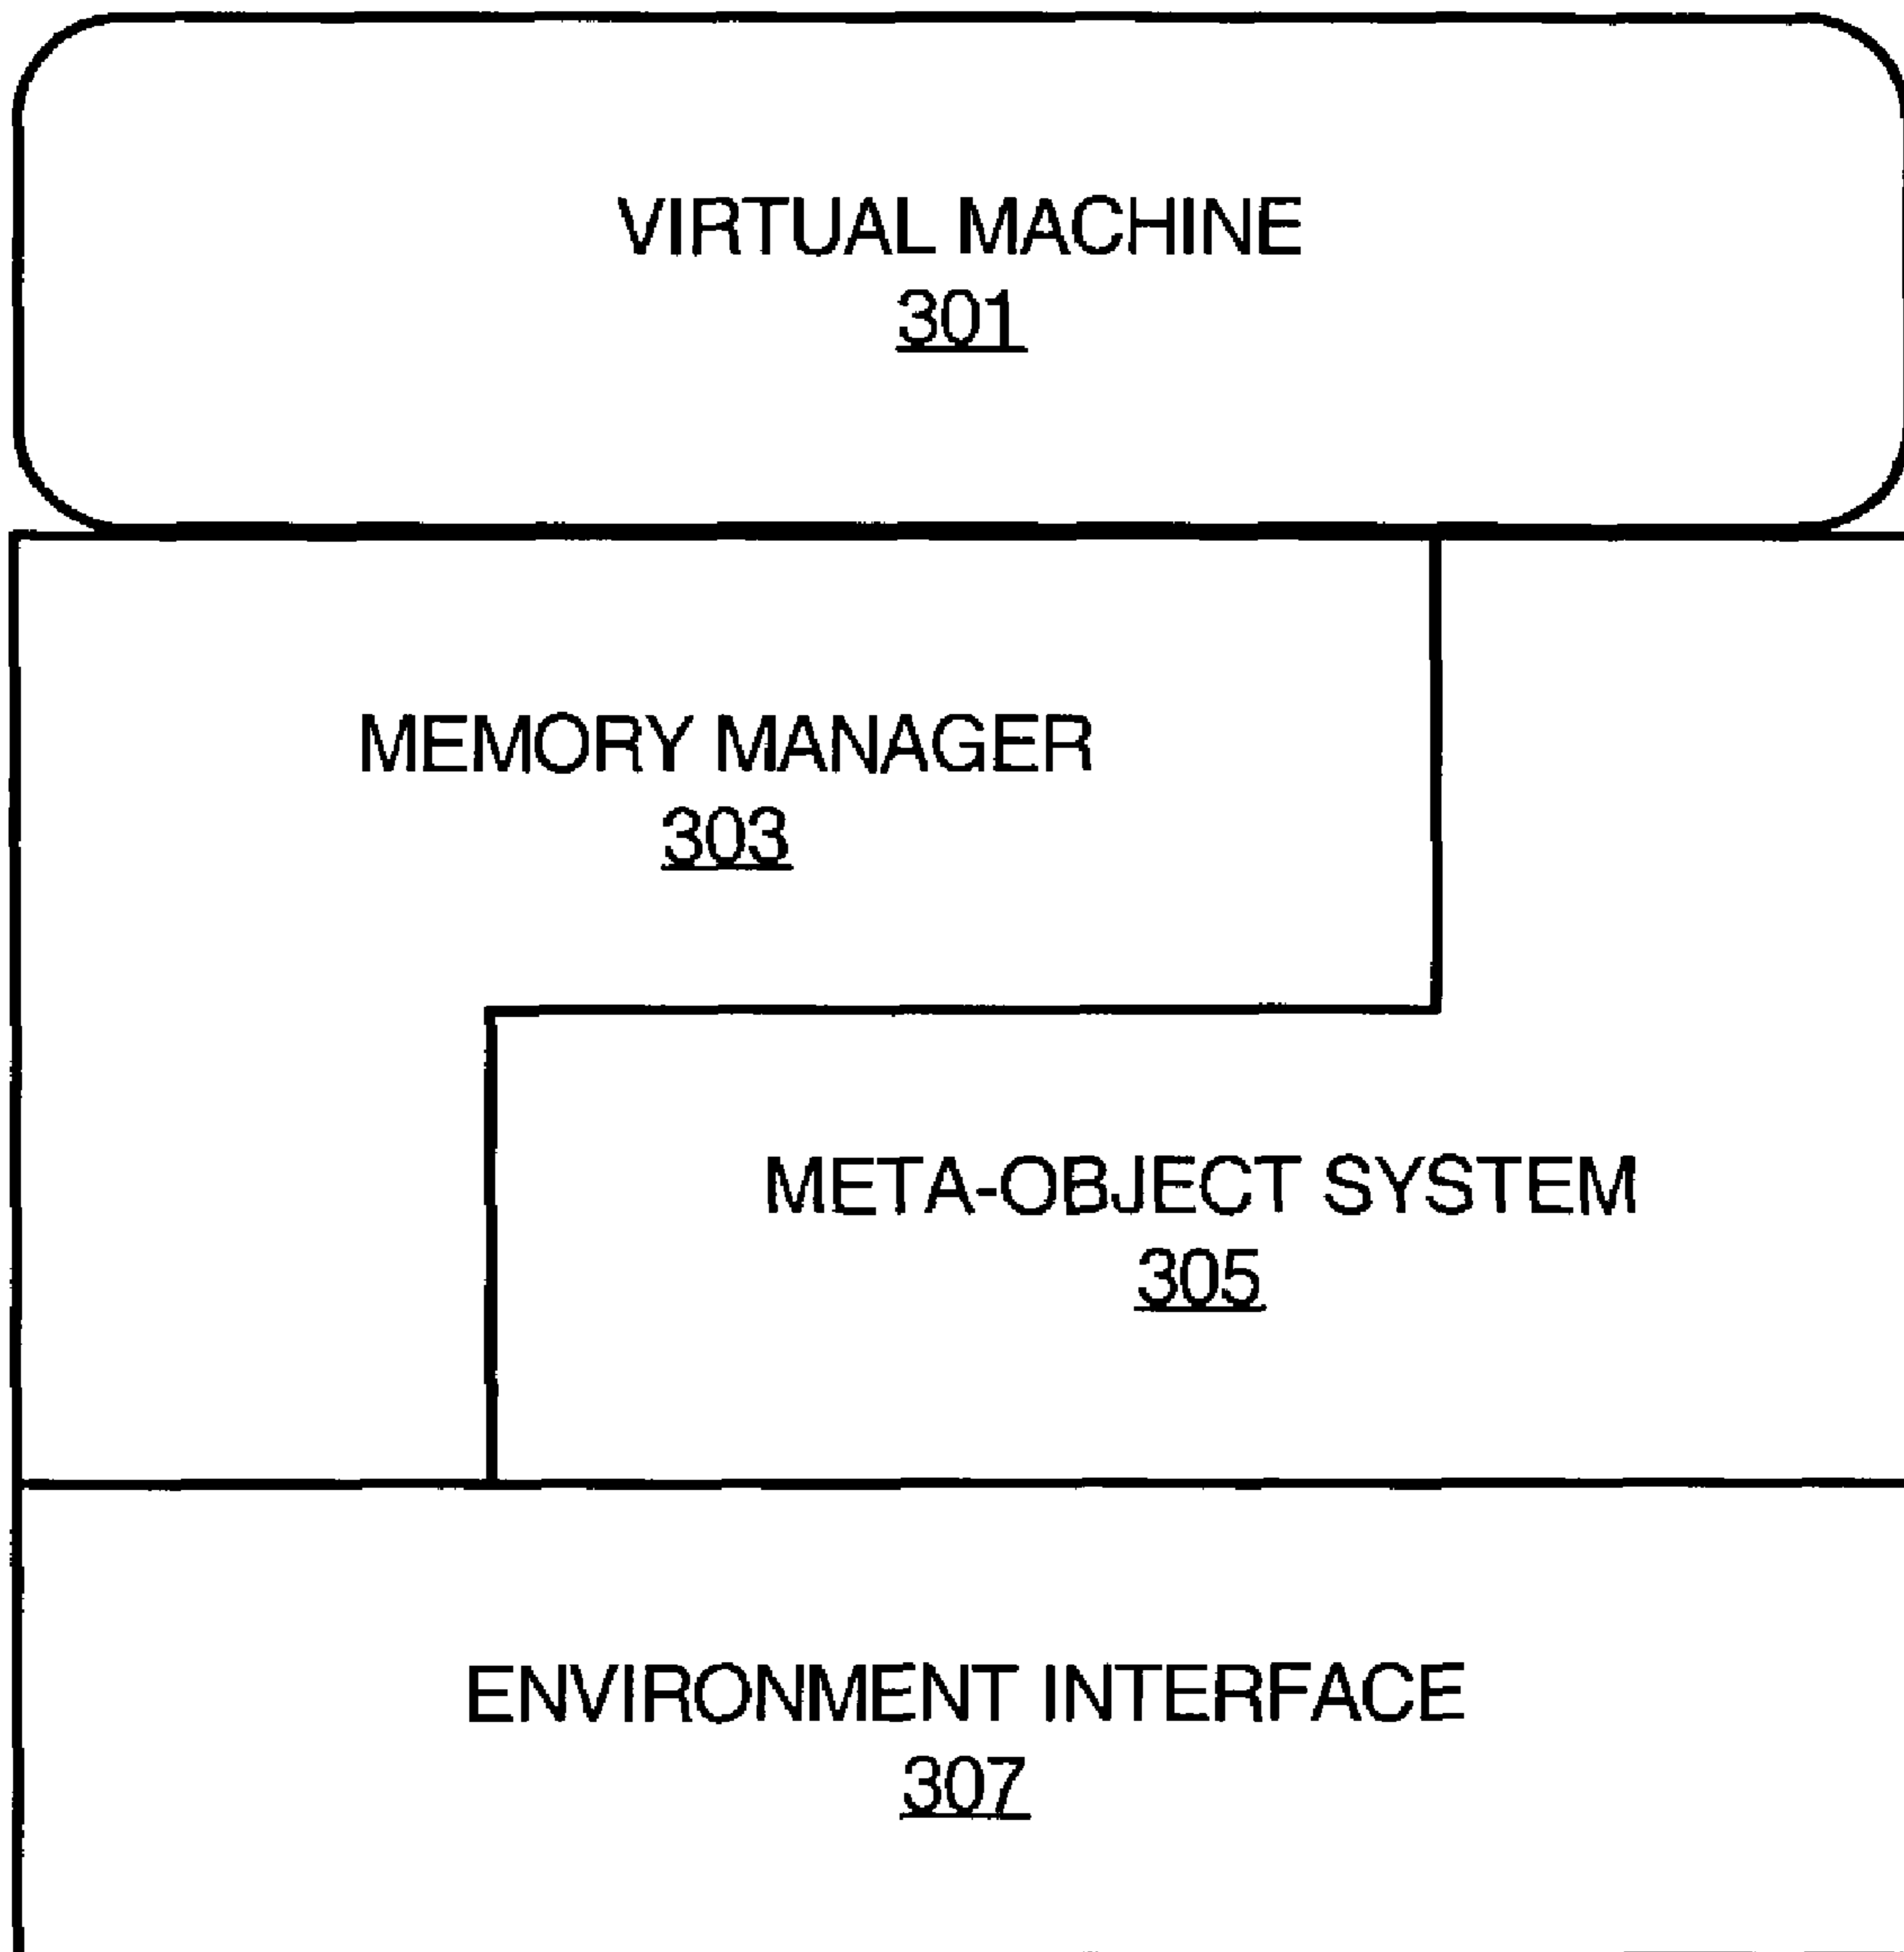 VIRTUAL MACHINE
301
MEMORY MANAGER
303
META-OBJECT SYSTEM
305
ENVIRONMENT INTERFACE
307